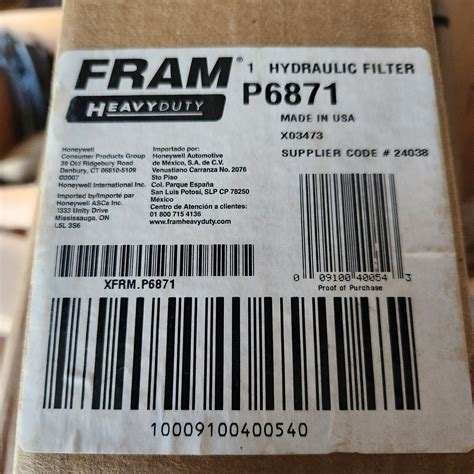 FRAM® 1 HYDRAULIC FILTER
HEAVYDUTY P6871
MADE IN USA
X03473
SUPPLIER CODE # 24038
Honeywell
Consumer Products Group
39 Old Ridgebury Road
Danbury, CT 06810-5109
©2007
Honeywell International Inc.
Imported by/Importé par
Honeywell ASCa Inc.
3333 Unity Drive
Mississauga, ON
L5L 3S6
Importado por:
Honeywell Automotive
de México, S.A. de C.V.
Venustiano Carranza No. 2076
5to Piso
Col. Parque España
San Luis Potosí, SLP CP 78250
México
Centro de Atención a clientes:
01 800 715 4136
www.framheavyduty.com
XFRM.P6871
0 09100 40054 3
Proof of Purchase
10009100400540